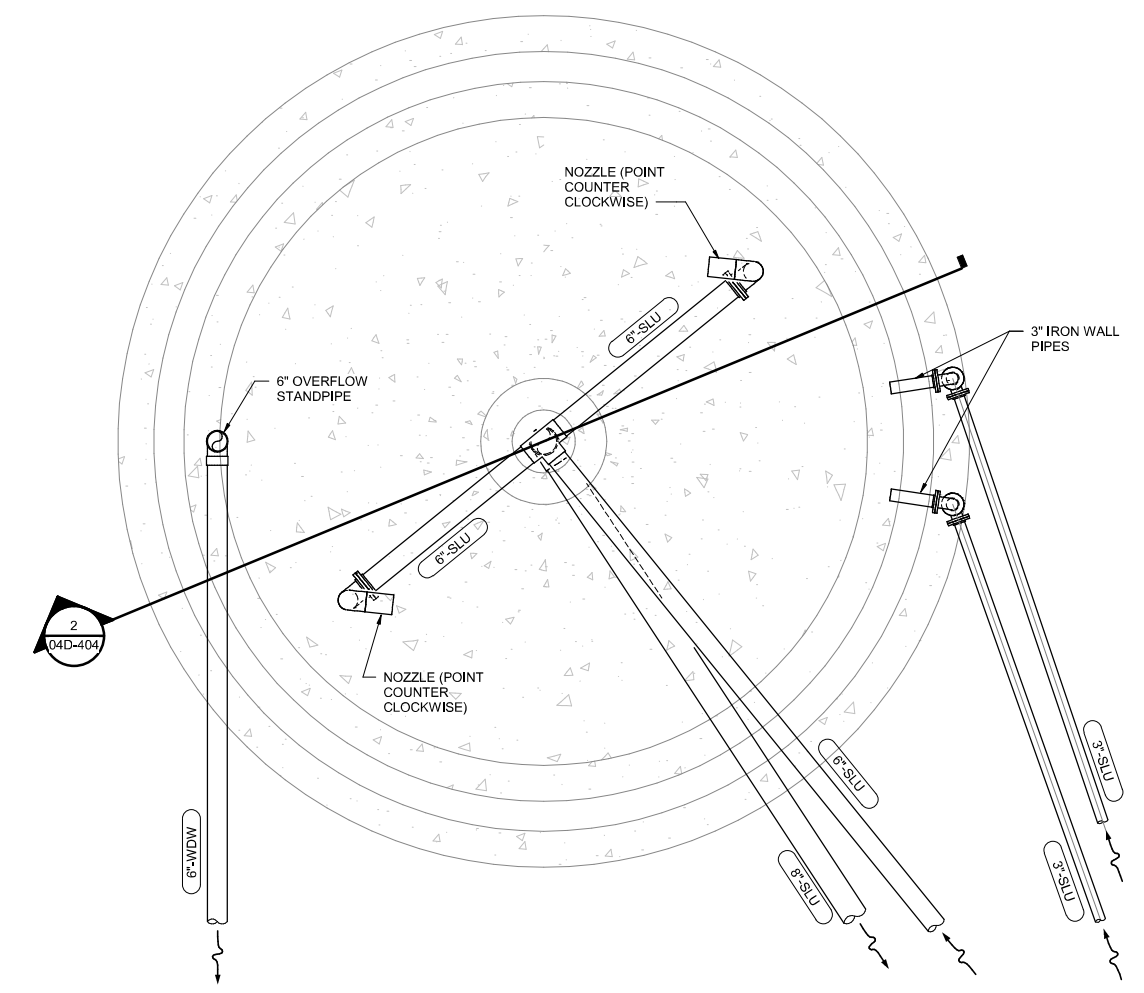 NOZZLE (POINT
COUNTER
CLOCKWISE)
6"-SLU
3" IRON WALL
PIPES
6" OVERFLOW
STANDPIPE
6"-SLU
2
04D-404
NOZZLE (POINT
COUNTER
CLOCKWISE)
6"-SLU
3"-SLU
6"-WDW
8"-SLU
3"-SLU